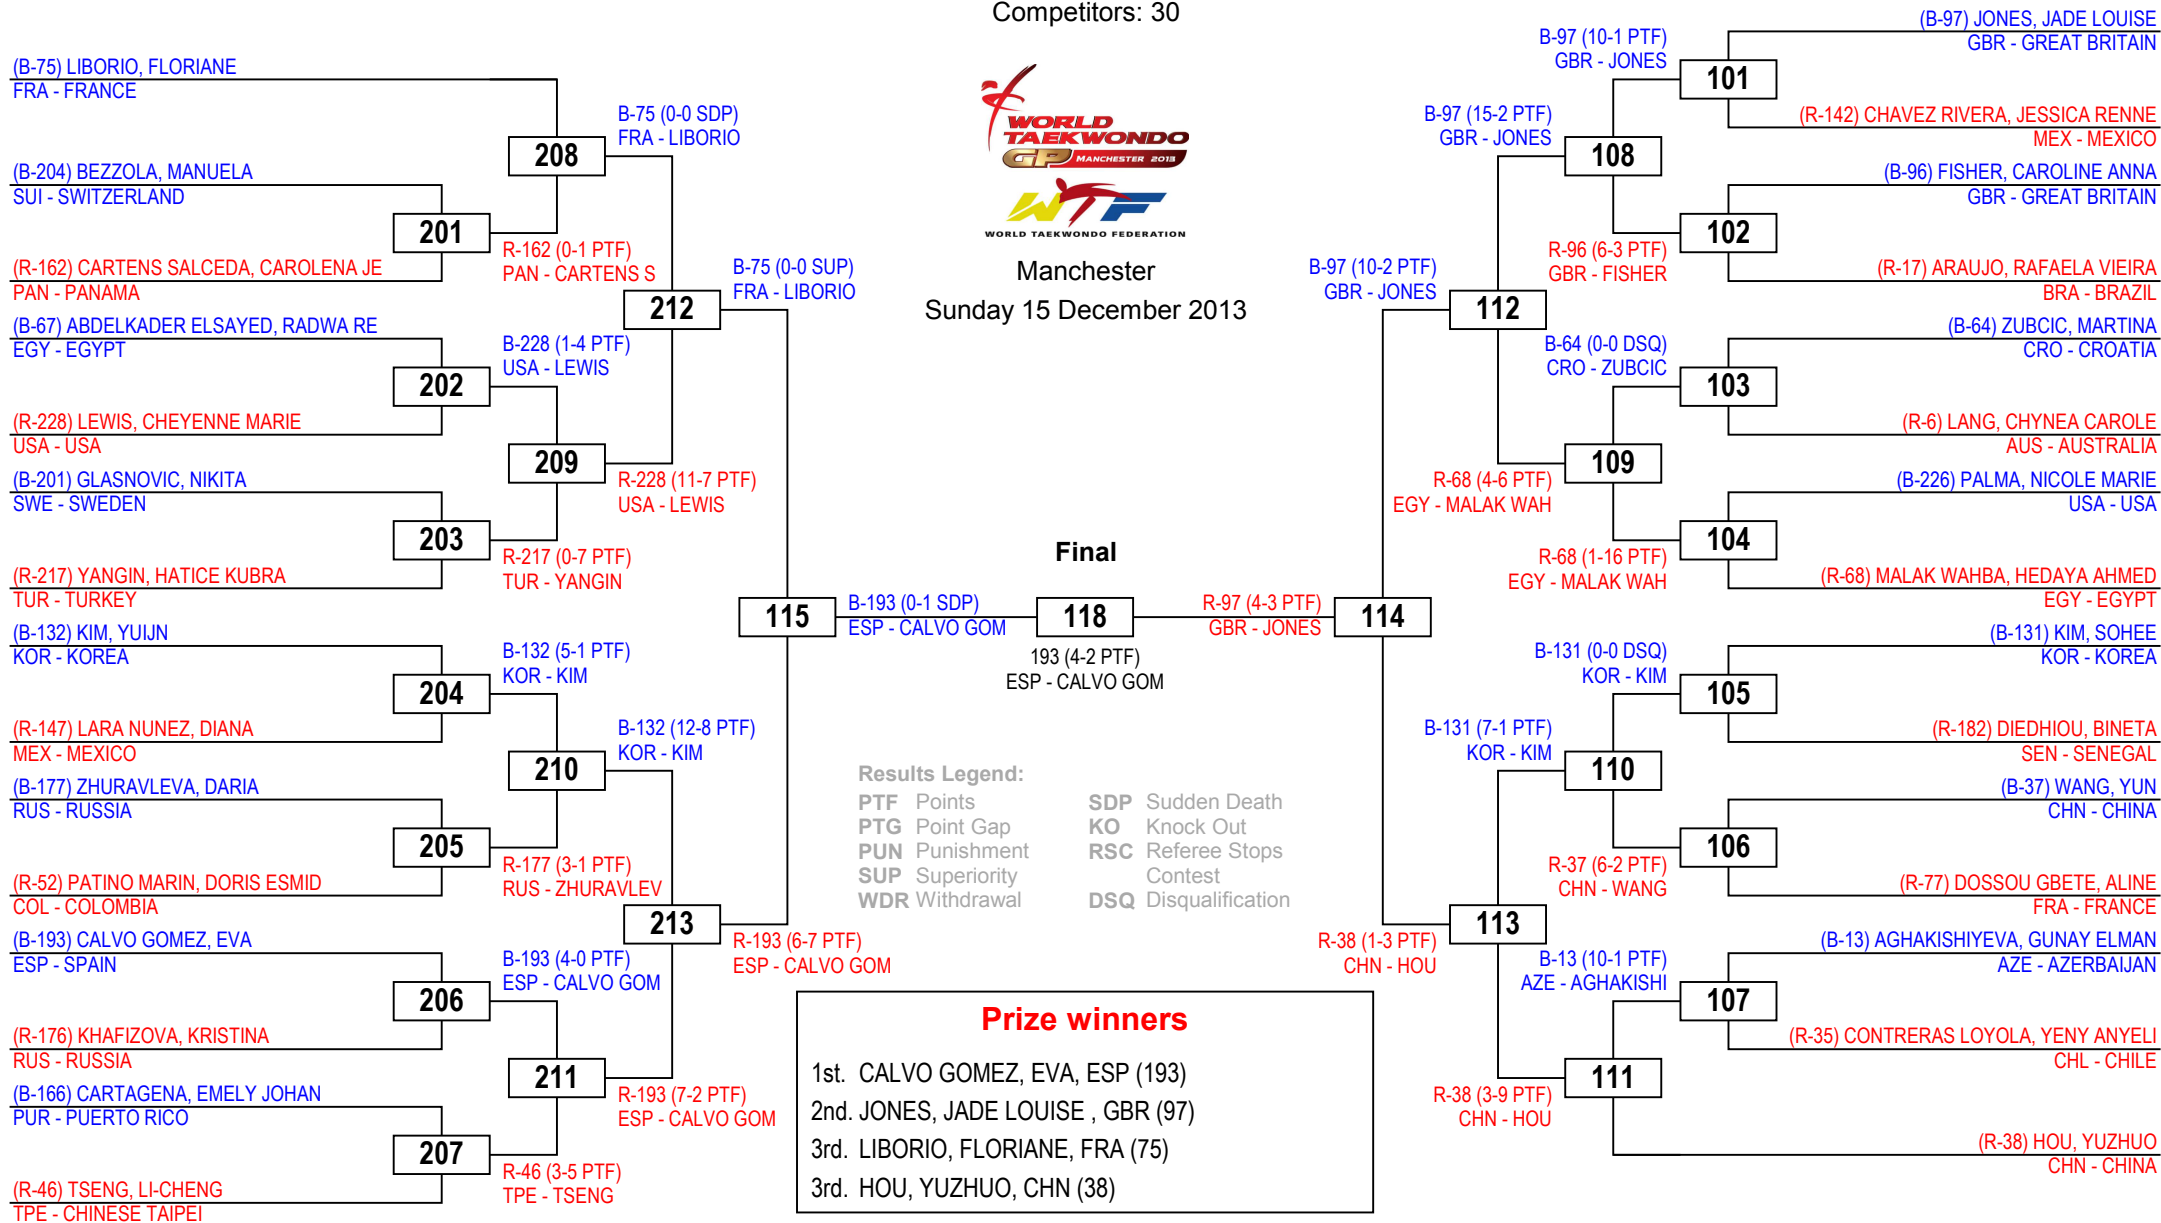 Competitors: 30
(B-75) LIBORIO, FLORIANE
FRA - FRANCE
(B-204) BEZZOLA, MANUELA
SUI - SWITZERLAND
201
(R-162) CARTENS SALCEDA, CAROLENA JE
PAN - PANAMA
(B-67) ABDELKADER ELSAYED, RADWA RE
EGY - EGYPT
202
(R-228) LEWIS, CHEYENNE MARIE
USA - USA
(B-201) GLASNOVIC, NIKITA
SWE - SWEDEN
203
(R-217) YANGIN, HATICE KUBRA
TUR - TURKEY
(B-132) KIM, YUIJN
KOR - KOREA
204
(R-147) LARA NUNEZ, DIANA
MEX - MEXICO
(B-177) ZHURAVLEVA, DARIA
RUS - RUSSIA
205
(R-52) PATINO MARIN, DORIS ESMID
COL - COLOMBIA
(B-193) CALVO GOMEZ, EVA
ESP - SPAIN
206
(R-176) KHAFIZOVA, KRISTINA
RUS - RUSSIA
(B-166) CARTAGENA, EMELY JOHAN
PUR - PUERTO RICO
207
(R-46) TSENG, LI-CHENG
TPE - CHINESE TAIPEI
208
R-162 (0-1 PTF)
PAN - CARTENS S
B-228 (1-4 PTF)
USA - LEWIS
209
R-217 (0-7 PTF)
TUR - YANGIN
B-132 (5-1 PTF)
KOR - KIM
210
R-177 (3-1 PTF)
RUS - ZHURAVLEV
B-193 (4-0 PTF)
ESP - CALVO GOM
211
R-46 (3-5 PTF)
TPE - TSENG
B-75 (0-0 SDP)
FRA - LIBORIO
212
R-228 (11-7 PTF)
USA - LEWIS
B-132 (12-8 PTF)
KOR - KIM
213
R-193 (7-2 PTF)
ESP - CALVO GOM
B-75 (0-0 SUP)
FRA - LIBORIO
115
R-193 (6-7 PTF)
ESP - CALVO GOM
WORLD
TAEKWONDO
GP MANCHESTER 2013
WTF
WORLD TAEKWONDO FEDERATION
Manchester
Sunday 15 December 2013
Final
B-193 (0-1 SDP)
ESP - CALVO GOM
118
R-97 (4-3 PTF)
GBR - JONES
193 (4-2 PTF)
ESP - CALVO GOM
Results Legend:
PTF Points
PTG Point Gap
PUN Punishment
SUP Superiority
WDR Withdrawal
SDP Sudden Death
KO Knock Out
RSC Referee Stops
Contest
DSQ Disqualification
Prize winners
1st. CALVO GOMEZ, EVA, ESP (193)
2nd. JONES, JADE LOUISE , GBR (97)
3rd. LIBORIO, FLORIANE, FRA (75)
3rd. HOU, YUZHUO, CHN (38)
B-97 (10-2 PTF)
GBR - JONES
114
R-38 (1-3 PTF)
CHN - HOU
B-97 (15-2 PTF)
GBR - JONES
112
R-68 (4-6 PTF)
EGY - MALAK WAH
B-131 (7-1 PTF)
KOR - KIM
113
R-38 (3-9 PTF)
CHN - HOU
B-97 (10-1 PTF)
GBR - JONES
108
R-96 (6-3 PTF)
GBR - FISHER
B-64 (0-0 DSQ)
CRO - ZUBCIC
109
R-68 (1-16 PTF)
EGY - MALAK WAH
B-131 (0-0 DSQ)
KOR - KIM
110
R-37 (6-2 PTF)
CHN - WANG
B-13 (10-1 PTF)
AZE - AGHAKISHI
111
(B-97) JONES, JADE LOUISE
GBR - GREAT BRITAIN
101
(R-142) CHAVEZ RIVERA, JESSICA RENNE
MEX - MEXICO
(B-96) FISHER, CAROLINE ANNA
GBR - GREAT BRITAIN
102
(R-17) ARAUJO, RAFAELA VIEIRA
BRA - BRAZIL
(B-64) ZUBCIC, MARTINA
CRO - CROATIA
103
(R-6) LANG, CHYNEA CAROLE
AUS - AUSTRALIA
(B-226) PALMA, NICOLE MARIE
USA - USA
104
(R-68) MALAK WAHBA, HEDAYA AHMED
EGY - EGYPT
(B-131) KIM, SOHEE
KOR - KOREA
105
(R-182) DIEDHIOU, BINETA
SEN - SENEGAL
(B-37) WANG, YUN
CHN - CHINA
106
(R-77) DOSSOU GBETE, ALINE
FRA - FRANCE
(B-13) AGHAKISHIYEVA, GUNAY ELMAN
AZE - AZERBAIJAN
107
(R-35) CONTRERAS LOYOLA, YENY ANYELI
CHL - CHILE
(R-38) HOU, YUZHUO
CHN - CHINA